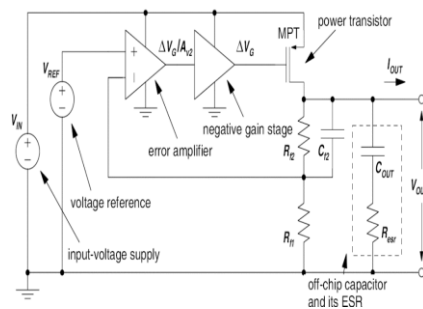 power transistor
MPT
ΔV_G/A_v2
ΔV_G
I_OUT
V_REF
+
−
V_IN
+
−
+
−
negative gain stage
error amplifier
R_f2
C_f2
C_OUT
voltage reference
R_f1
R_esr
input-voltage supply
off-chip capacitor
and its ESR